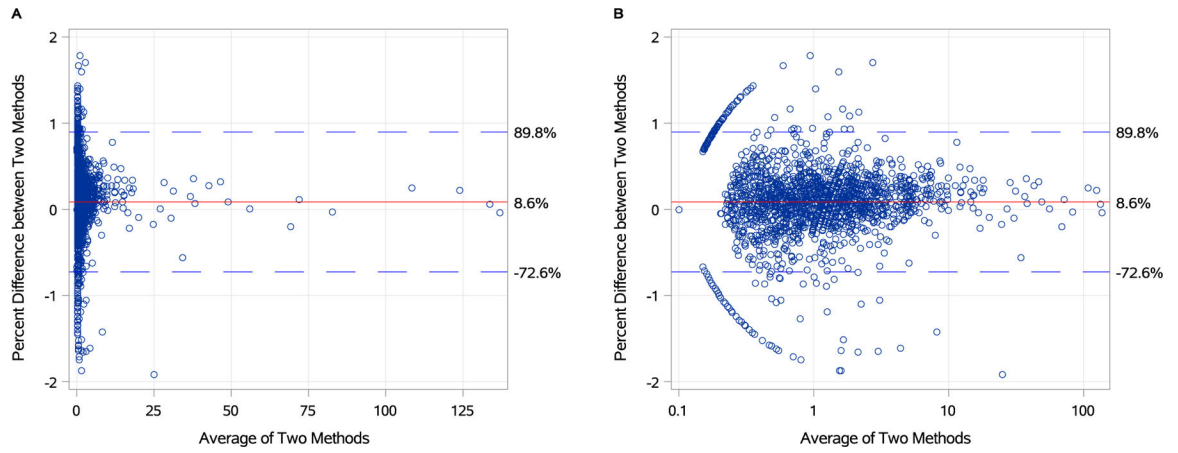 A
Percent Difference between Two Methods
2
1
0
-1
-2
89.8%
8.6%
-72.6%
0 25 50 75 100 125
Average of Two Methods
B
Percent Difference between Two Methods
2
1
0
-1
-2
89.8%
8.6%
-72.6%
0.1 1 10 100
Average of Two Methods